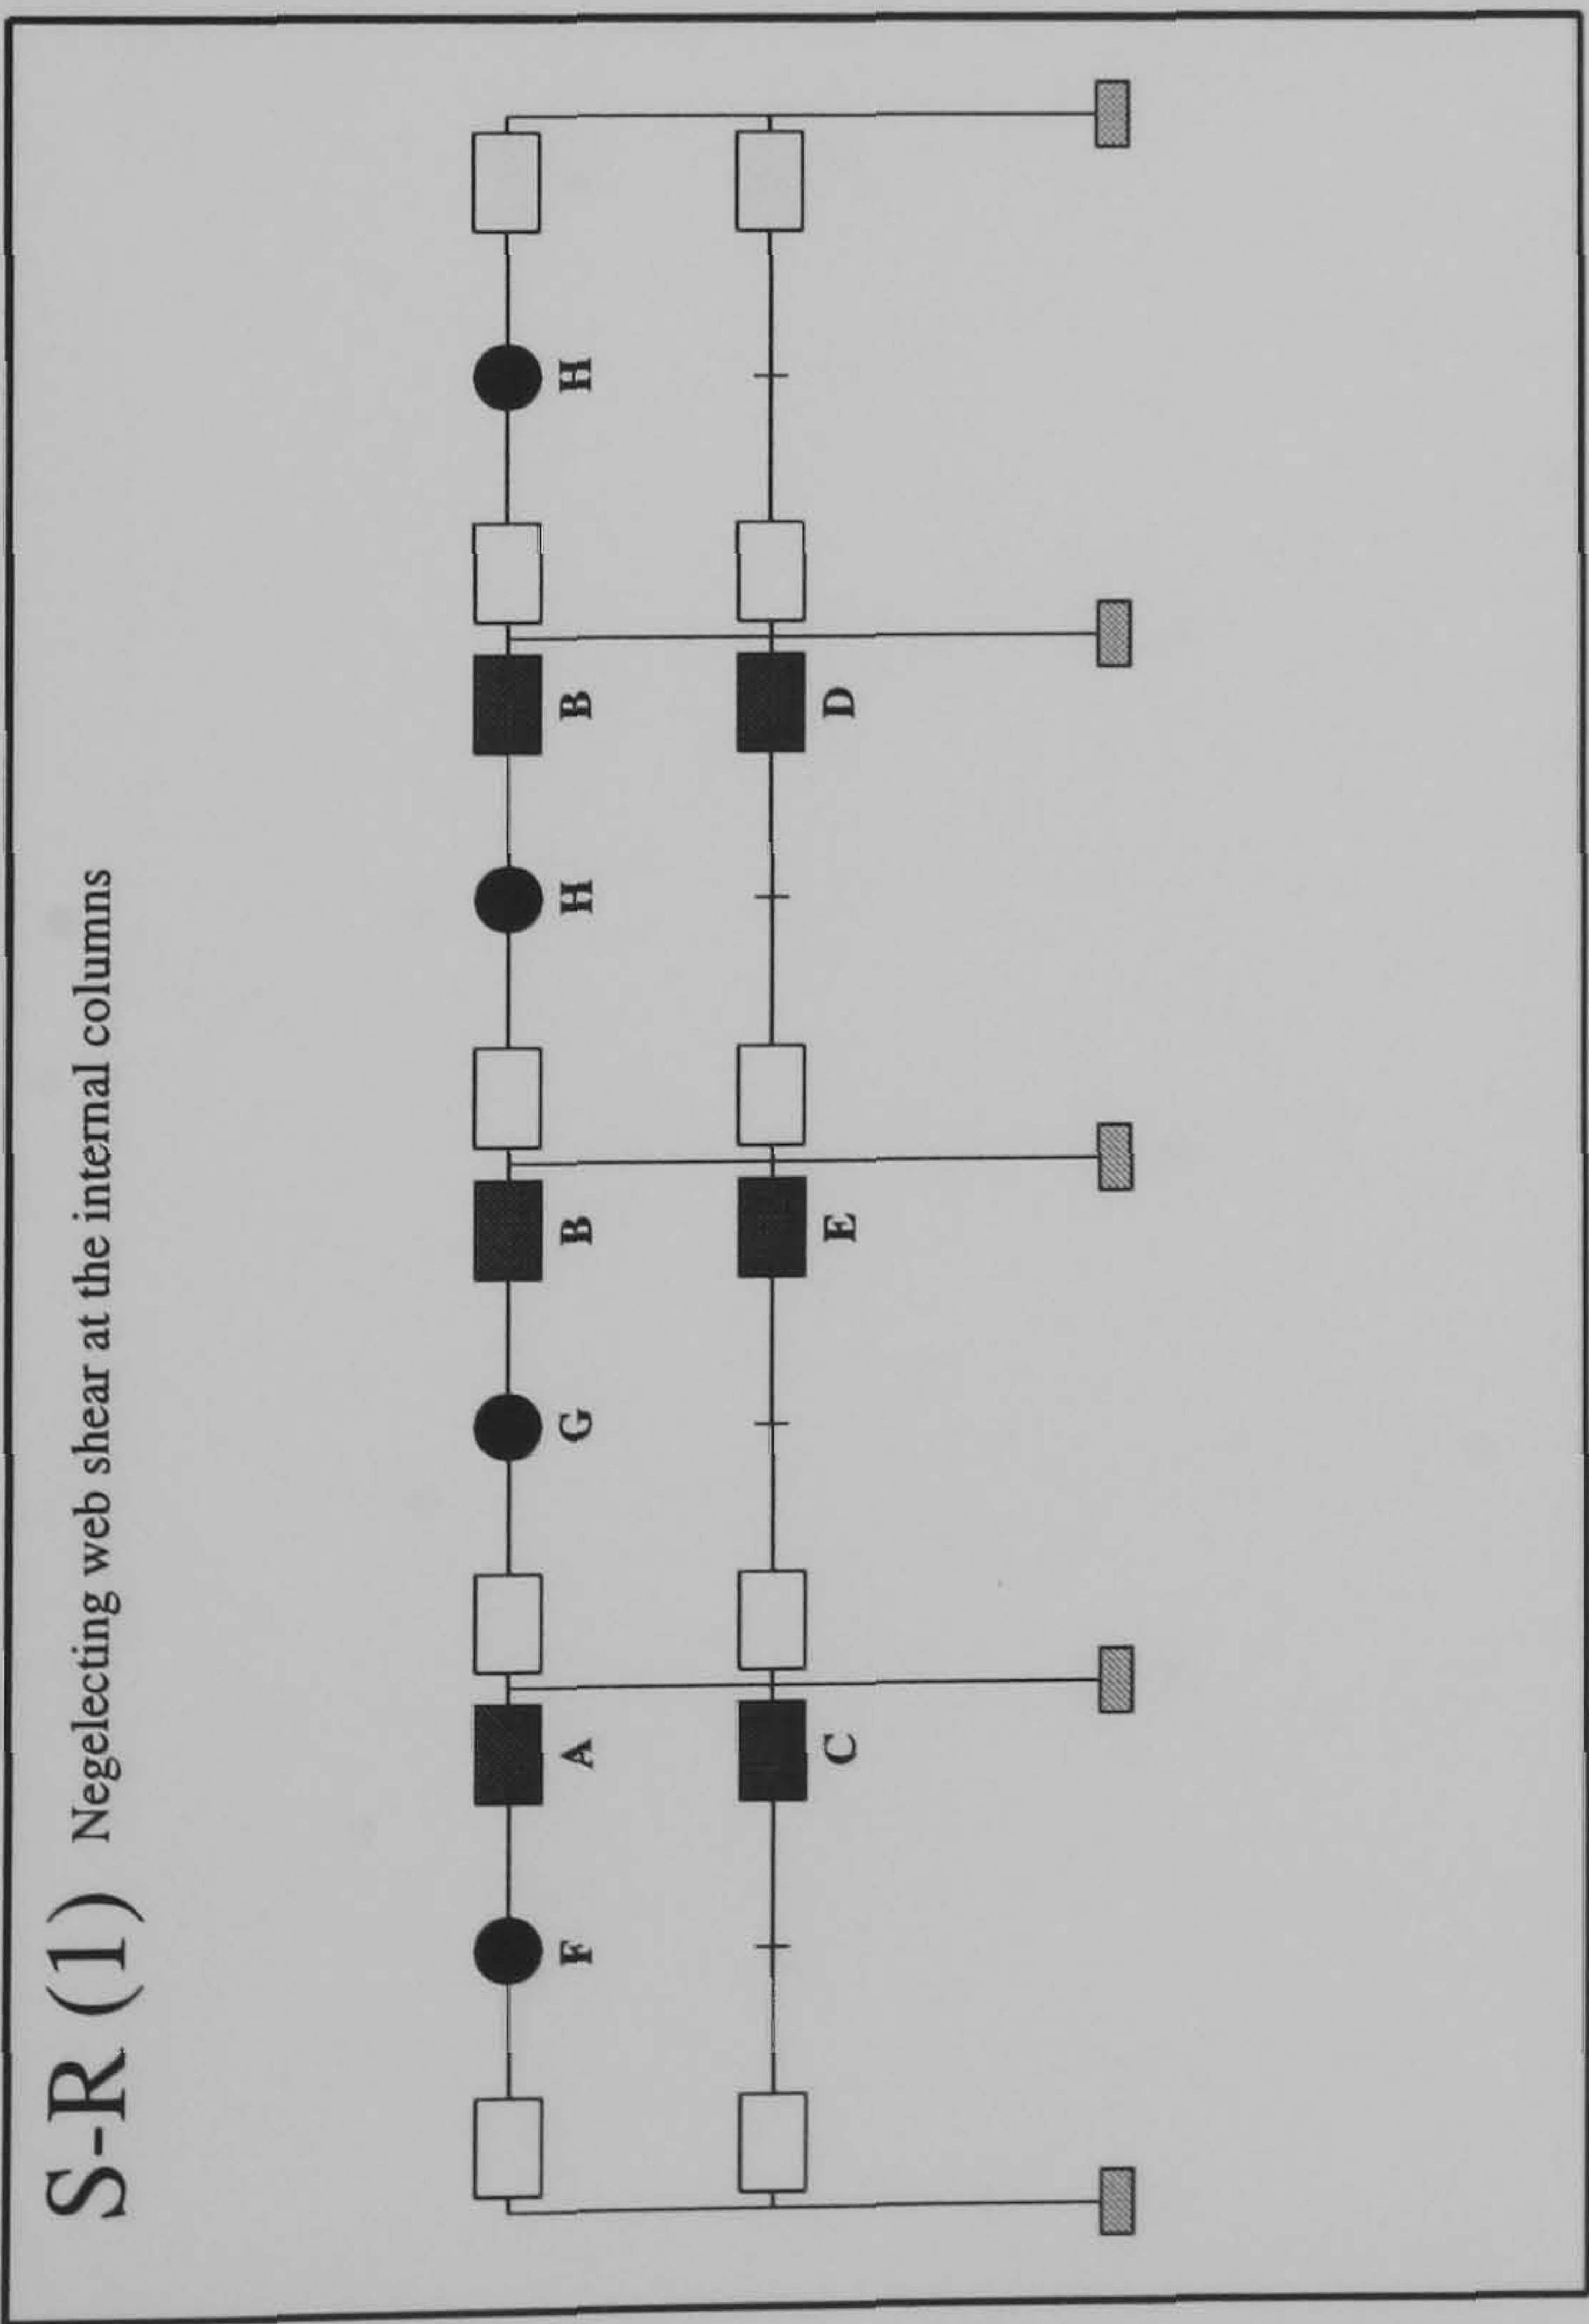 S-R (1) Negelecting web shear at the internal columns
F A G B H B H
C E D